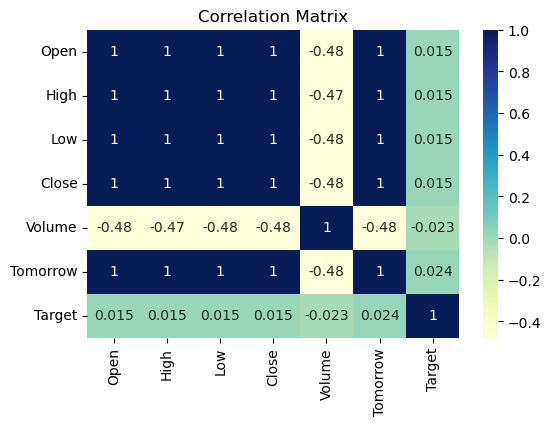 Correlation Matrix
Open 1 1 1 1 -0.48 1 0.015
High 1 1 1 1 -0.47 1 0.015
Low 1 1 1 1 -0.48 1 0.015
Close 1 1 1 1 -0.48 1 0.015
Volume -0.48 -0.47 -0.48 -0.48 1 -0.48 -0.023
Tomorrow 1 1 1 1 -0.48 1 0.024
Target 0.015 0.015 0.015 0.015 -0.023 0.024 1
Open High Low Close Volume Tomorrow Target
1.0
0.8
0.6
0.4
0.2
0.0
−0.2
−0.4